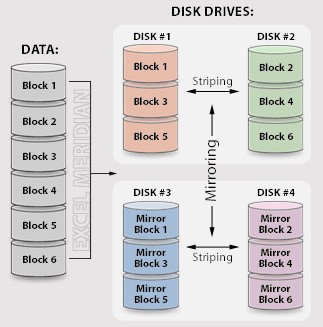 DISK DRIVES:
DATA:
Block 1
Block 2
Block 3
Block 4
Block 5
Block 6
EXCEL MERIDIAN
DISK #1
Block 1
Block 3
Block 5
Striping
DISK #2
Block 2
Block 4
Block 6
Mirroring
DISK #3
Mirror
Block 1
Mirror
Block 3
Mirror
Block 5
Striping
DISK #4
Mirror
Block 2
Mirror
Block 4
Mirror
Block 6